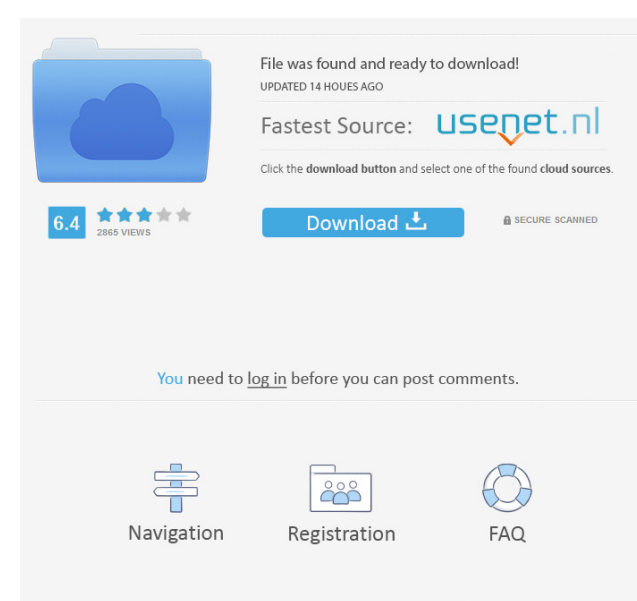 File was found and ready to download!
UPDATED 14 HOUES AGO
Fastest Source: usenet.nl
Click the download button and select one of the found cloud sources.
6.4
2865 VIEWS
Download
SECURE SCANNED
You need to log in before you can post comments.
Navigation
Registration
FAQ